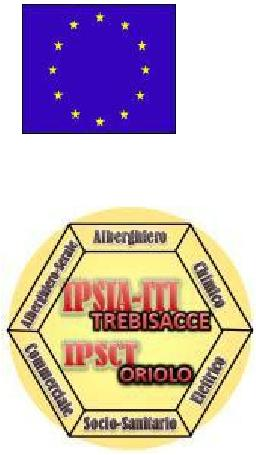 Alberghiero
Alberghiero-Serale
Chimico
IPSIA-ITI
TREBISACCE
IPSCT
ORIOLO
Commerciale
Elettrico
Socio-Sanitario